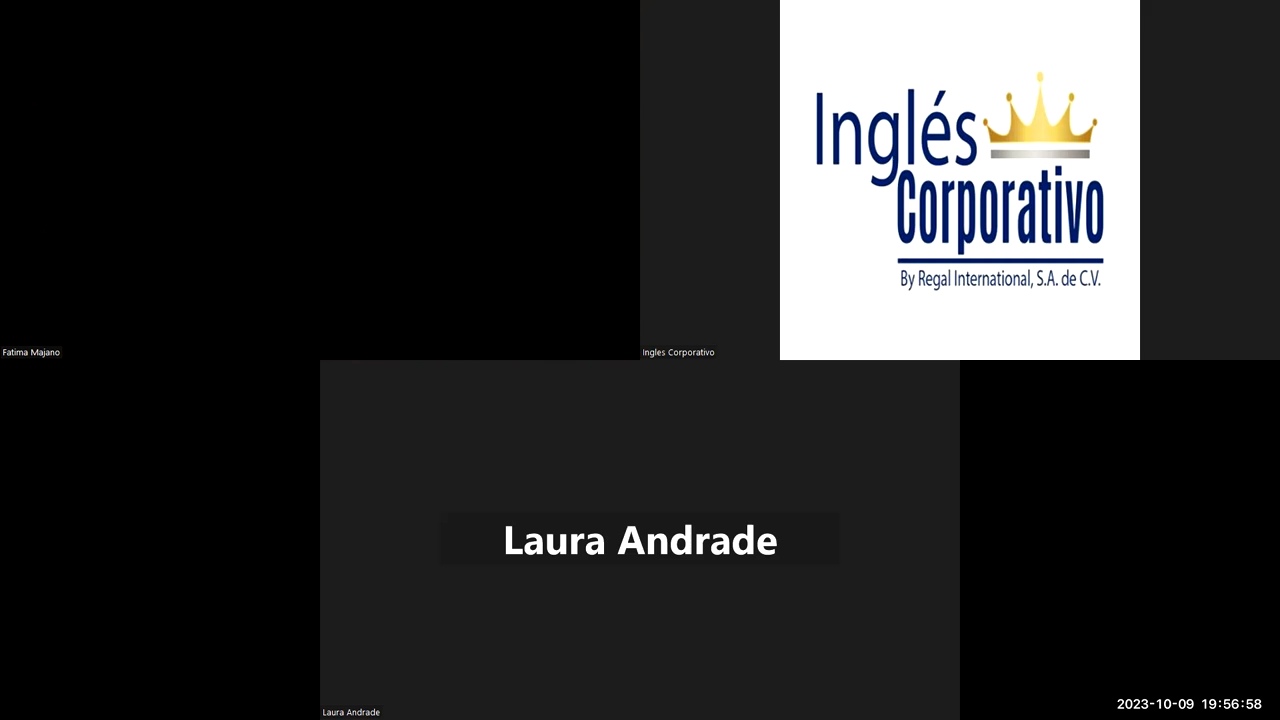 Inglés
Corporativo
By Regal International, S.A. de C.V.
Fatima Majano
Ingles Corporativo
Laura Andrade
Laura Andrade
2023-10-09 19:56:58